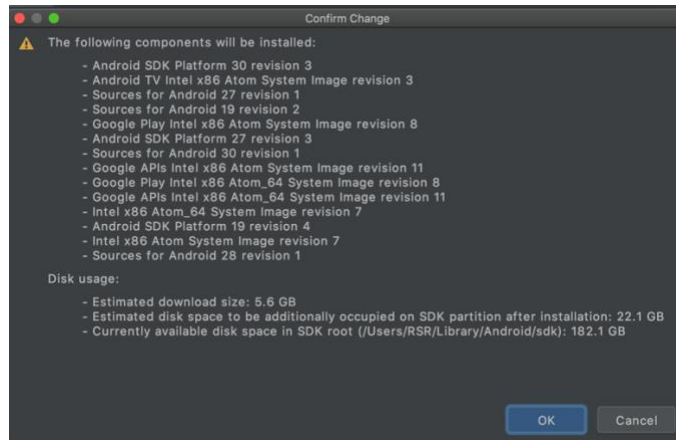 Confirm Change
The following components will be installed:
- Android SDK Platform 30 revision 3
- Android TV Intel x86 Atom System Image revision 3
- Sources for Android 27 revision 1
- Sources for Android 19 revision 2
- Google Play Intel x86 Atom System Image revision 8
- Android SDK Platform 27 revision 3
- Sources for Android 30 revision 1
- Google APIs Intel x86 Atom System Image revision 11
- Google Play Intel x86 Atom_64 System Image revision 8
- Google APIs Intel x86 Atom_64 System Image revision 11
- Intel x86 Atom_64 System Image revision 7
- Android SDK Platform 19 revision 4
- Intel x86 Atom System Image revision 7
- Sources for Android 28 revision 1
Disk usage:
- Estimated download size: 5.6 GB
- Estimated disk space to be additionally occupied on SDK partition after installation: 22.1 GB
- Currently available disk space in SDK root (/Users/RSR/Library/Android/sdk): 182.1 GB
OK
Cancel